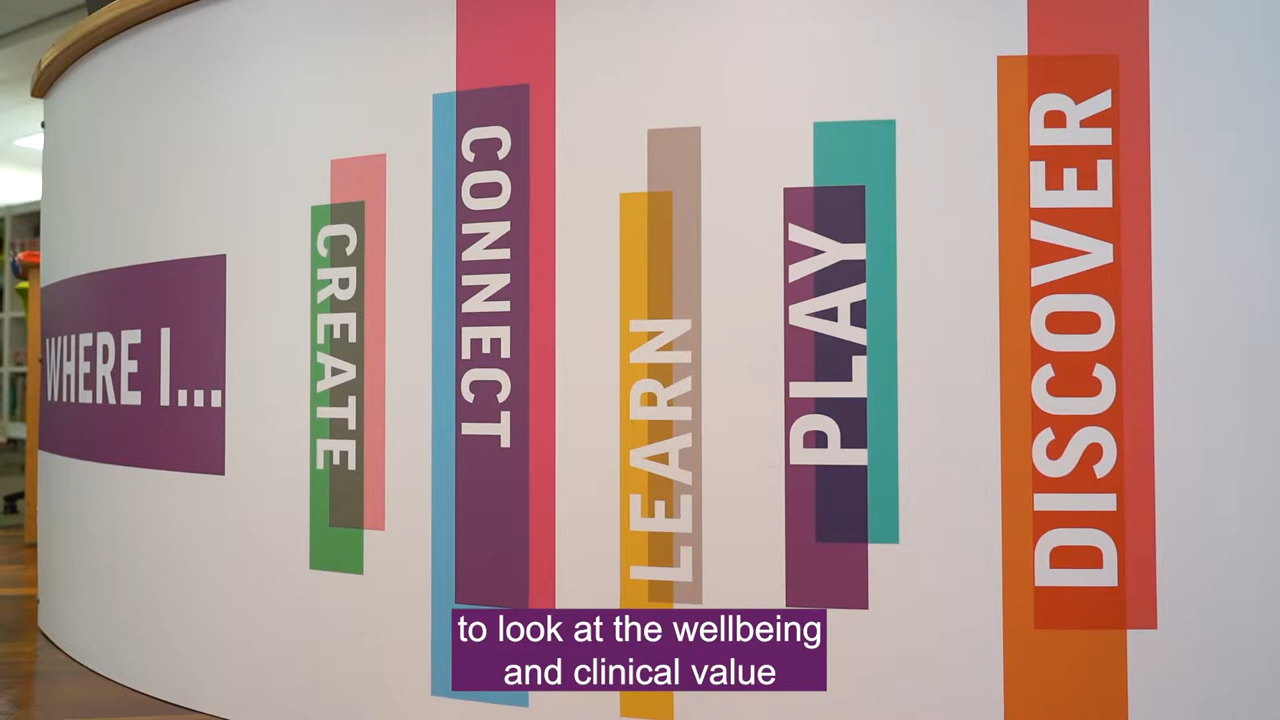 WHERE I...
CREATE
CONNECT
LEARN
PLAY
DISCOVER
to look at the wellbeing
and clinical value